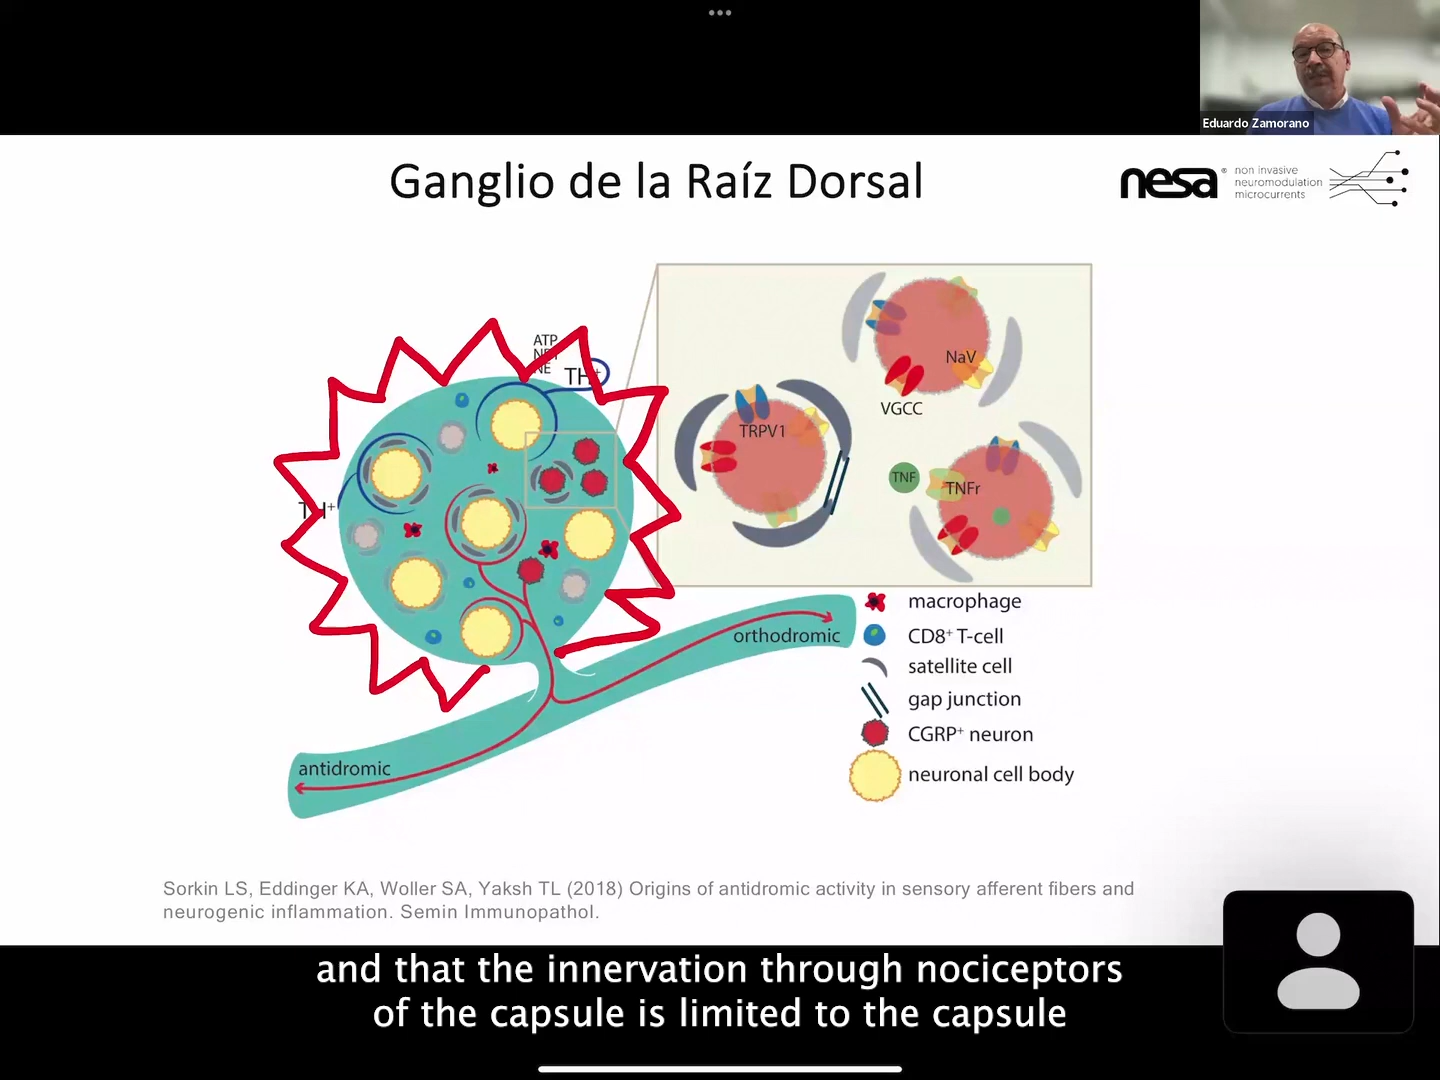 Eduardo Zamorano
Ganglio de la Raíz Dorsal
nesa®
non invasive
neuromodulation
microcurrents
ATP
NE
TH+
TH+
TRPV1
NaV
VGCC
TNF
TNFr
macrophage
CD8+ T-cell
satellite cell
gap junction
CGRP+ neuron
neuronal cell body
orthodromic
antidromic
Sorkin LS, Eddinger KA, Woller SA, Yaksh TL (2018) Origins of antidromic activity in sensory afferent fibers and
neurogenic inflammation. Semin Immunopathol.
and that the innervation through nociceptors
of the capsule is limited to the capsule